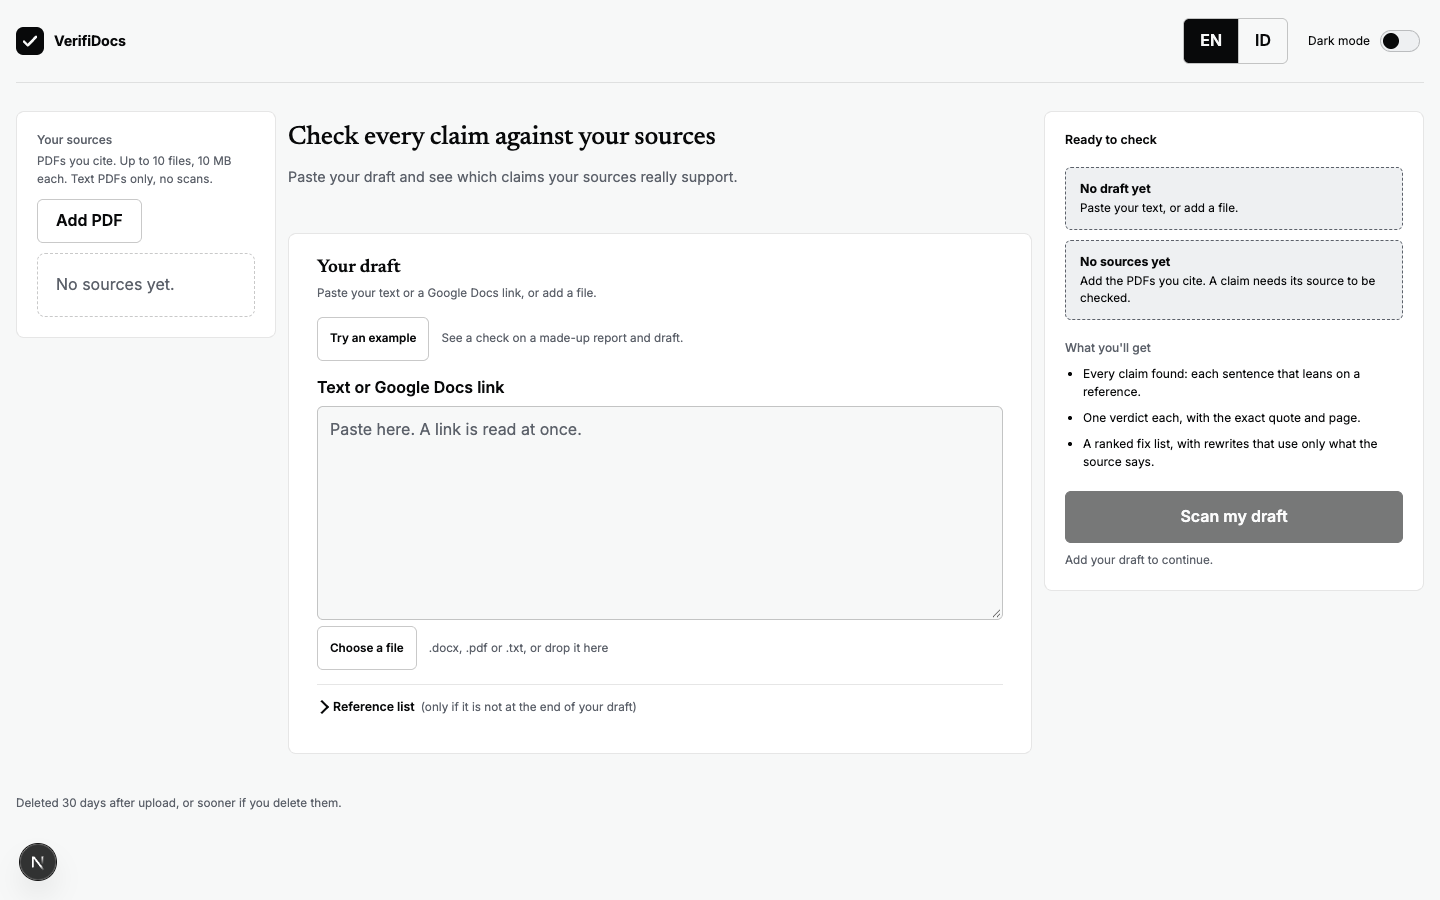 VerifiDocs
EN
ID
Dark mode
Your sources
PDFs you cite. Up to 10 files, 10 MB
each. Text PDFs only, no scans.
Add PDF
No sources yet.
Check every claim against your sources
Paste your draft and see which claims your sources really support.
Your draft
Paste your text or a Google Docs link, or add a file.
Try an example
See a check on a made-up report and draft.
Text or Google Docs link
Paste here. A link is read at once.
Choose a file
.docx, .pdf or .txt, or drop it here
Reference list (only if it is not at the end of your draft)
Ready to check
No draft yet
Paste your text, or add a file.
No sources yet
Add the PDFs you cite. A claim needs its source to be
checked.
What you'll get
• Every claim found: each sentence that leans on a
reference.
• One verdict each, with the exact quote and page.
• A ranked fix list, with rewrites that use only what the
source says.
Scan my draft
Add your draft to continue.
Deleted 30 days after upload, or sooner if you delete them.
N